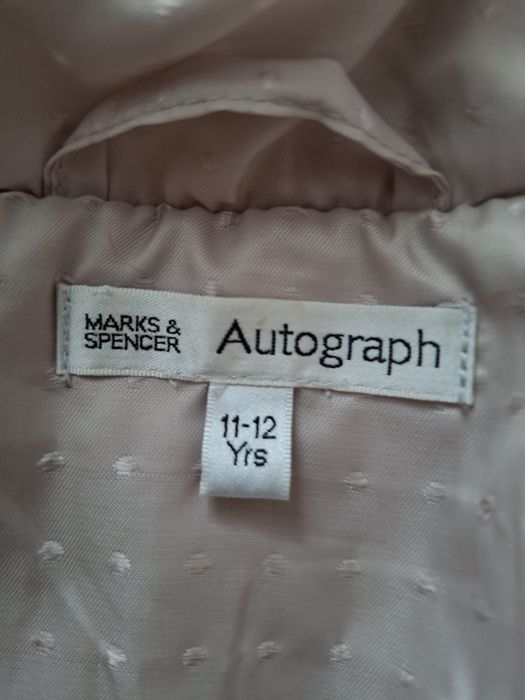 MARKS &
SPENCER
Autograph
11-12
Yrs